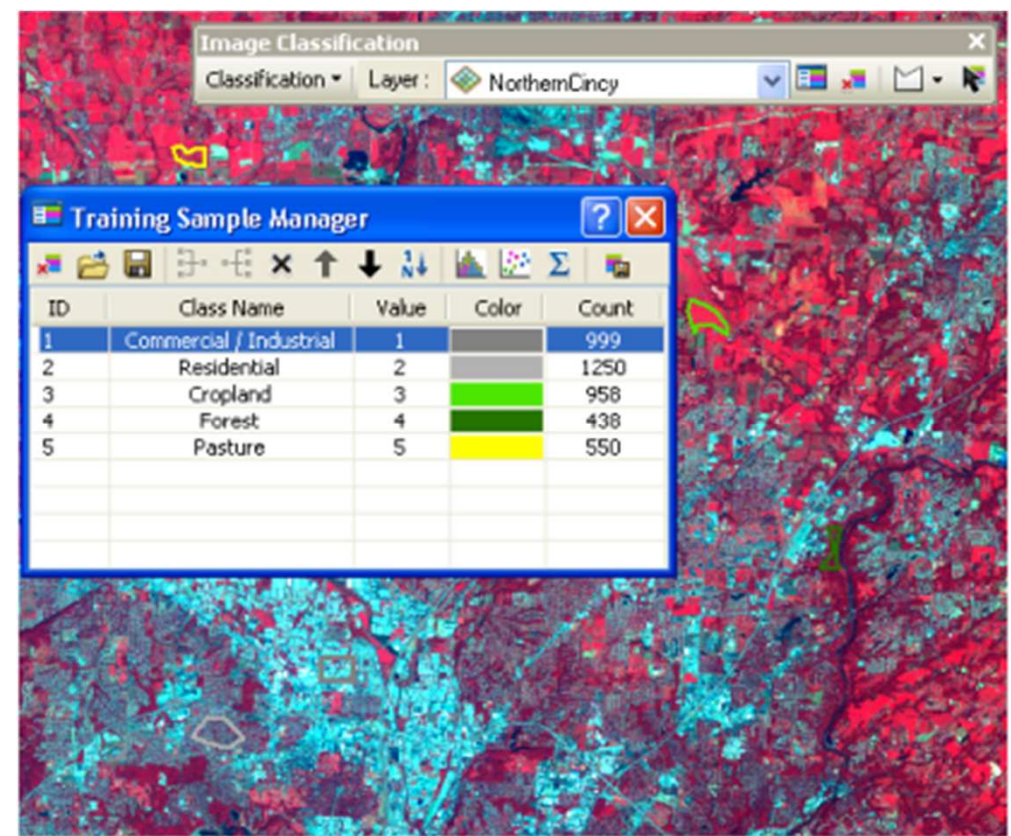 Image Classification
Classification Layer : NorthernCincy
Training Sample Manager
ID Class Name Value Color Count
1 Commercial / Industrial 1 999
2 Residential 2 1250
3 Cropland 3 958
4 Forest 4 438
5 Pasture 5 550